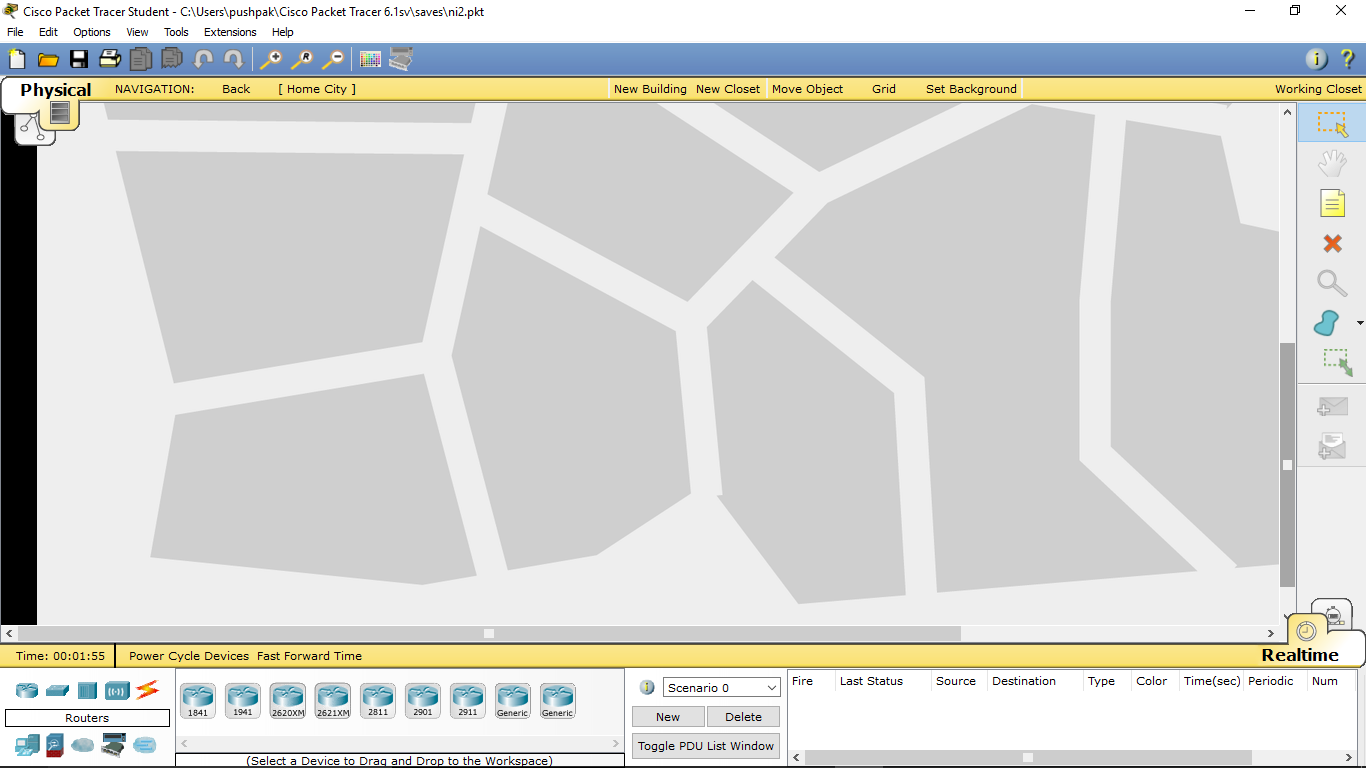 Cisco Packet Tracer Student - C:\Users\pushpak\Cisco Packet Tracer 6.1sv\saves\ni2.pkt
File Edit Options View Tools Extensions Help
Physical NAVIGATION: Back [ Home City ] New Building New Closet Move Object Grid Set Background Working Closet
Realtime
Time: 00:01:55 Power Cycle Devices Fast Forward Time
Routers
1841 1941 2620XM 2621XM 2811 2901 2911 Generic Generic
(Select a Device to Drag and Drop to the Workspace)
Scenario 0
New Delete
Toggle PDU List Window
Fire Last Status Source Destination Type Color Time(sec) Periodic Num